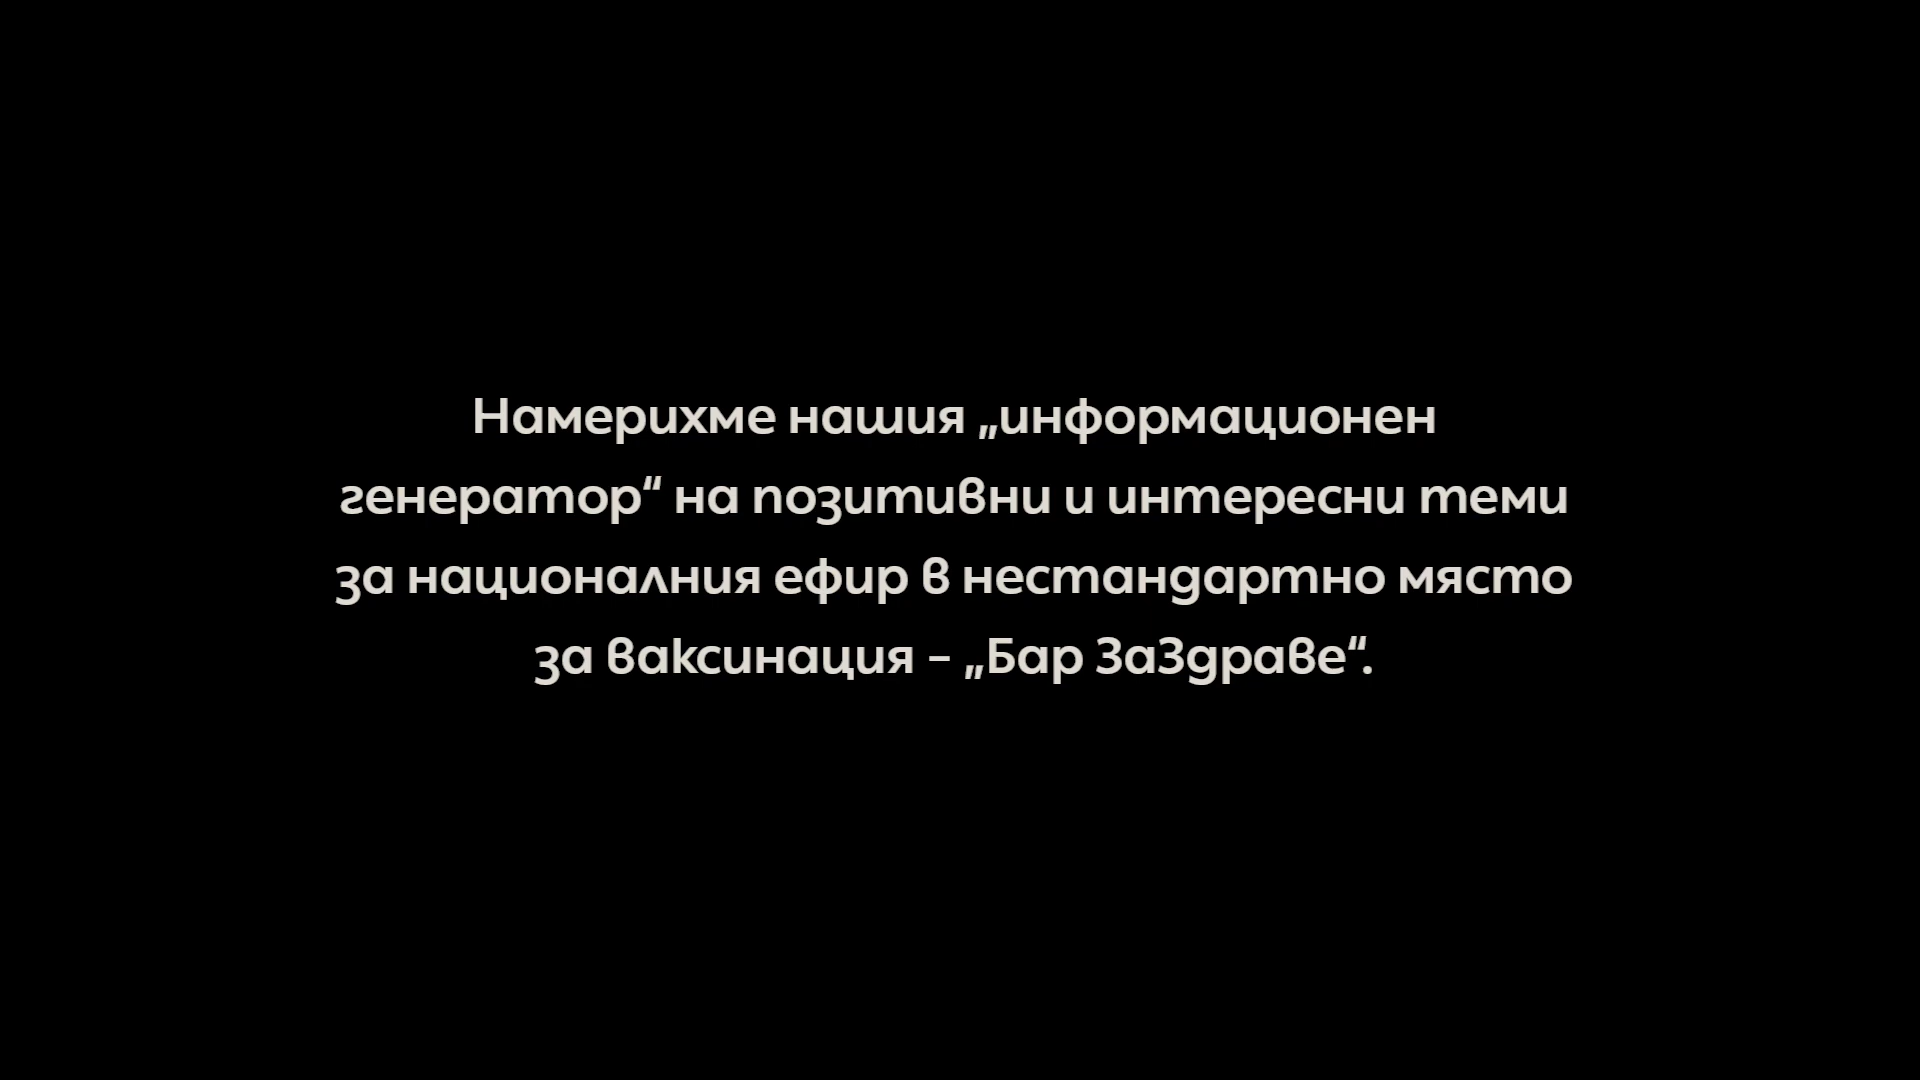 Намерихме нашия „информационен
генератор“ на позитивни и интересни теми
за националния ефир в нестандартно място
за ваксинация – „Бар ЗаЗдраве“.